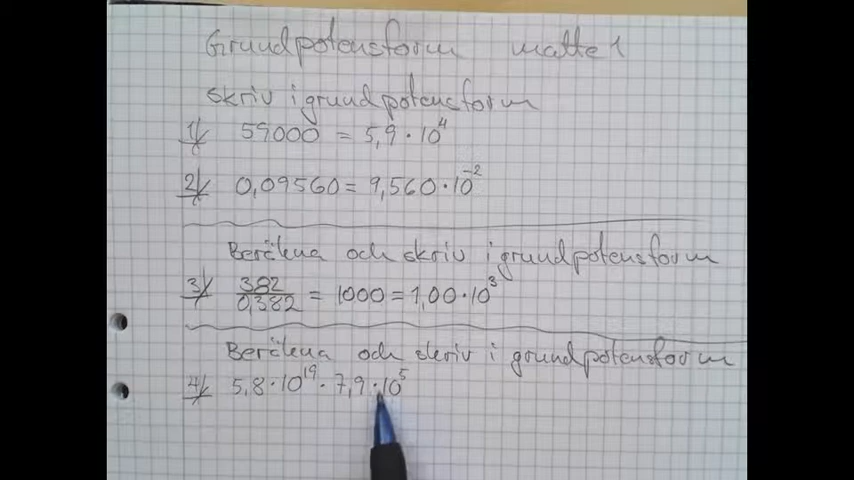 Grundpotensform matte 1
skriv i grundpotensform
1/ 59000 = 5,9 · 10⁴
2/ 0,09560 = 9,560 · 10⁻²
Beräkna och skriv i grundpotensform
3/ 382/0,382 = 1000 = 1,00 · 10³
Beräkna och skriv i grundpotensform
4/ 5,8 · 10¹⁹ · 7,9 · 10⁵